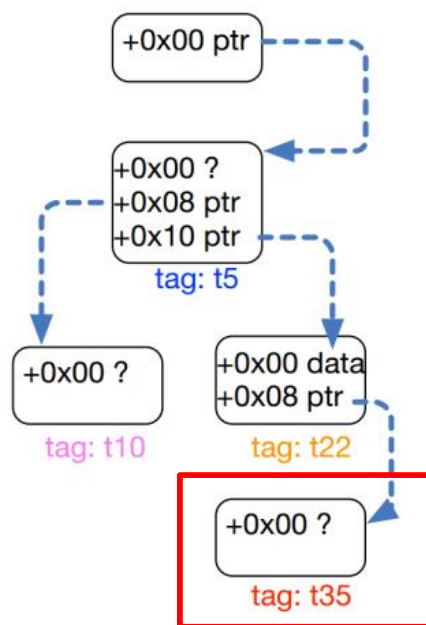 +0x00 ptr
+0x00 ?
+0x08 ptr
+0x10 ptr
tag: t5
+0x00 ?
tag: t10
+0x00 data
+0x08 ptr
tag: t22
+0x00 ?
tag: t35